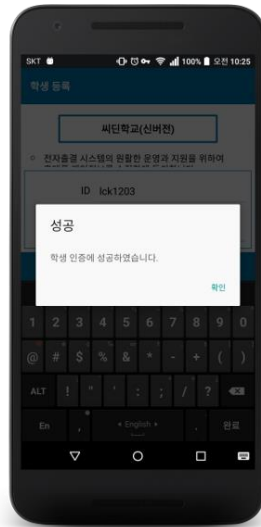 SKT 100% 오전 10:25
학생 등록
씨딘학교(신버전)
전자출결 시스템의 원활한 운영과 지원을 위하여
ID lck1203
성공
학생 인증에 성공하였습니다.
확인
1 2 3 4 5 6 7 8 9 0
@ # $ % & * - + ( )
ALT ! " ' : ; / ?
En , English . 완료